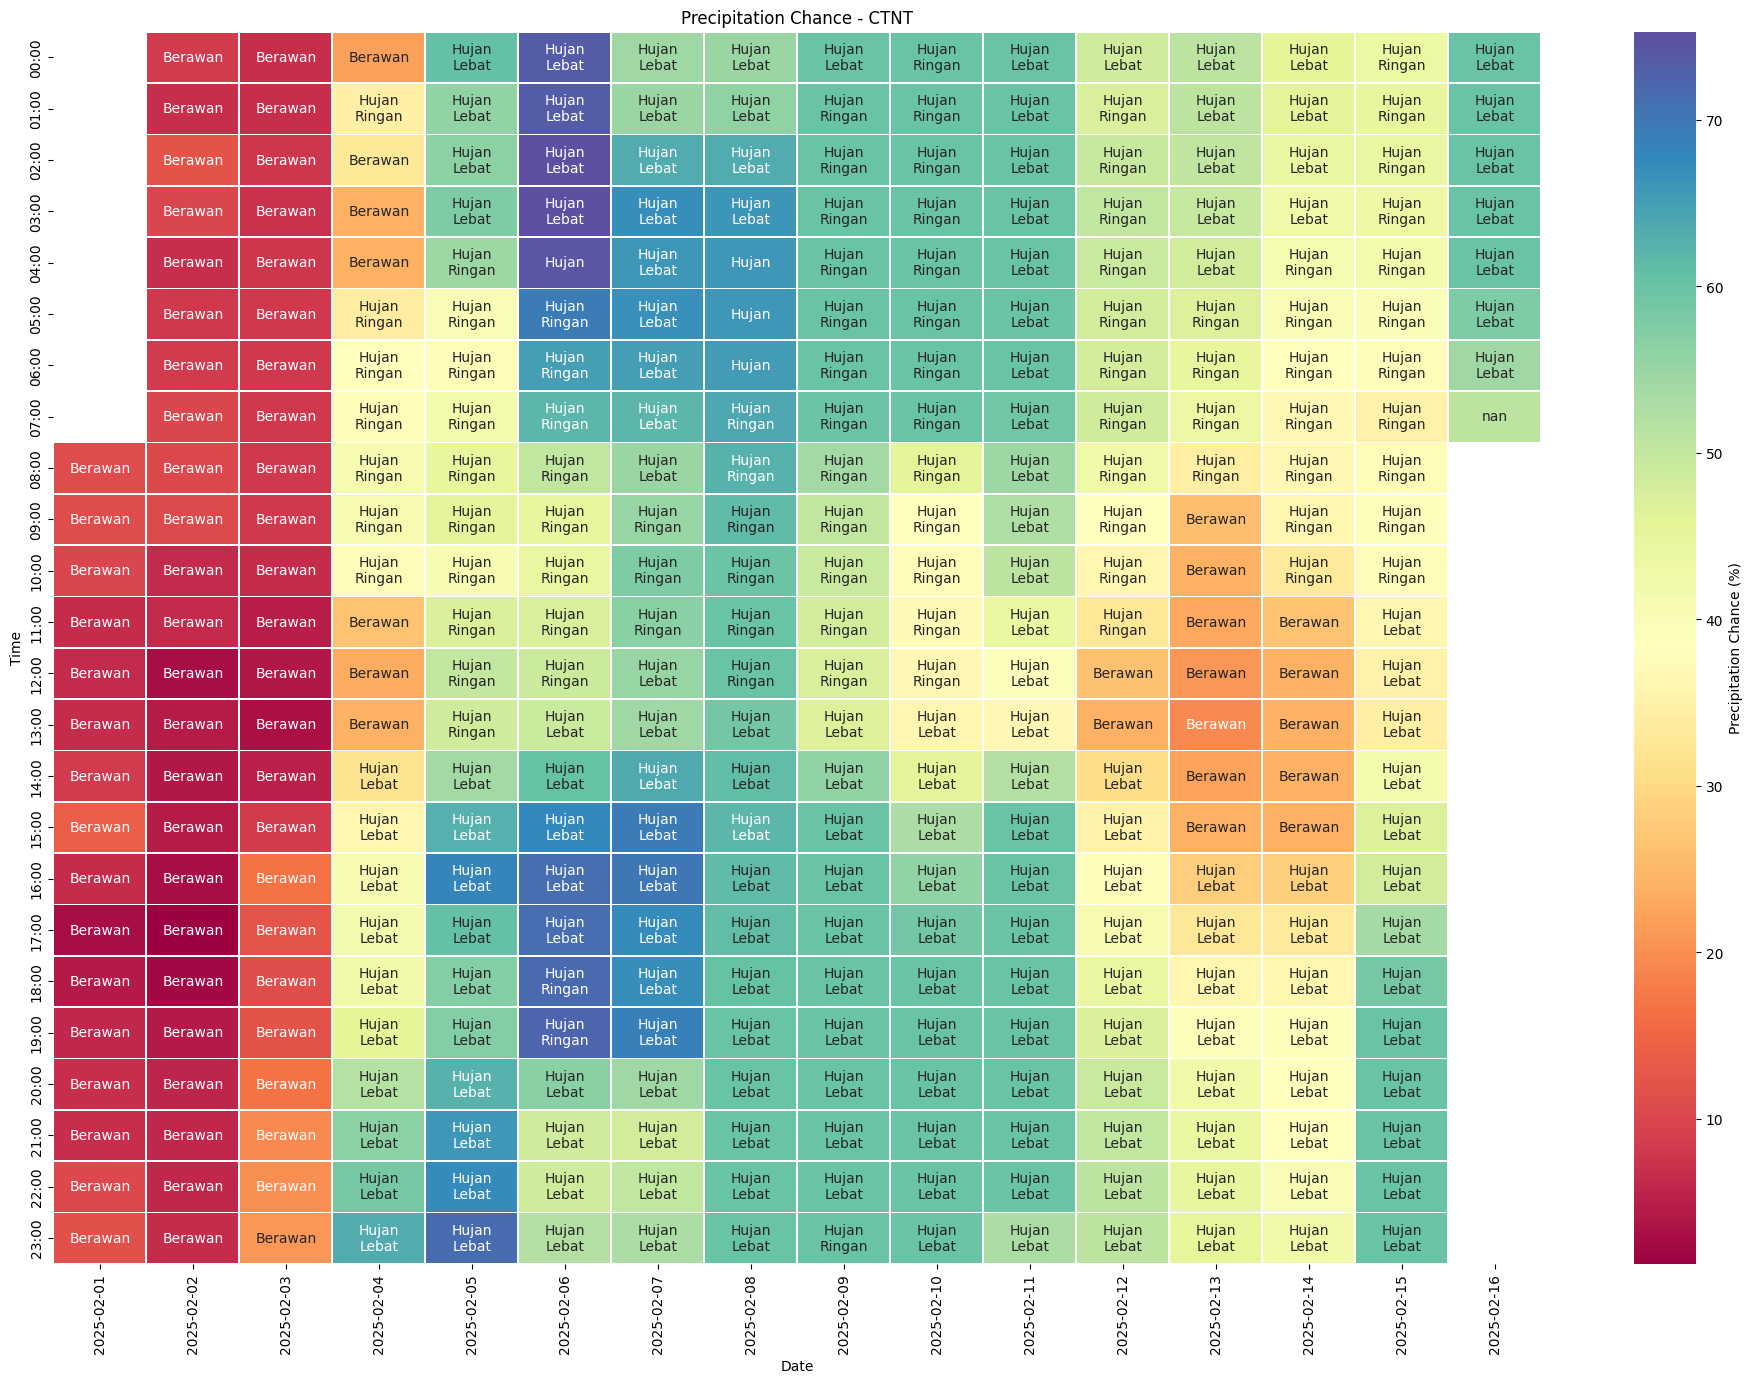 Precipitation Chance - CTNT
Time
00:00 Berawan Berawan Berawan Hujan Lebat Hujan Lebat Hujan Lebat Hujan Lebat Hujan Lebat Hujan Ringan Hujan Lebat Hujan Lebat Hujan Lebat Hujan Lebat Hujan Ringan Hujan Lebat
01:00 Berawan Berawan Hujan Ringan Hujan Lebat Hujan Lebat Hujan Lebat Hujan Lebat Hujan Ringan Hujan Ringan Hujan Lebat Hujan Ringan Hujan Lebat Hujan Lebat Hujan Ringan Hujan Lebat
02:00 Berawan Berawan Berawan Hujan Lebat Hujan Lebat Hujan Lebat Hujan Lebat Hujan Ringan Hujan Ringan Hujan Lebat Hujan Ringan Hujan Lebat Hujan Lebat Hujan Ringan Hujan Lebat
03:00 Berawan Berawan Berawan Hujan Lebat Hujan Lebat Hujan Lebat Hujan Lebat Hujan Ringan Hujan Ringan Hujan Lebat Hujan Ringan Hujan Lebat Hujan Lebat Hujan Ringan Hujan Lebat
04:00 Berawan Berawan Berawan Hujan Ringan Hujan Hujan Lebat Hujan Hujan Ringan Hujan Ringan Hujan Lebat Hujan Ringan Hujan Lebat Hujan Ringan Hujan Ringan Hujan Lebat
05:00 Berawan Berawan Hujan Ringan Hujan Ringan Hujan Ringan Hujan Lebat Hujan Hujan Ringan Hujan Ringan Hujan Lebat Hujan Ringan Hujan Ringan Hujan Ringan Hujan Ringan Hujan Lebat
06:00 Berawan Berawan Hujan Ringan Hujan Ringan Hujan Ringan Hujan Lebat Hujan Hujan Ringan Hujan Ringan Hujan Lebat Hujan Ringan Hujan Ringan Hujan Ringan Hujan Ringan Hujan Lebat
07:00 Berawan Berawan Hujan Ringan Hujan Ringan Hujan Ringan Hujan Lebat Hujan Ringan Hujan Ringan Hujan Ringan Hujan Lebat Hujan Ringan Hujan Ringan Hujan Ringan Hujan Ringan nan
08:00 Berawan Berawan Berawan Hujan Ringan Hujan Ringan Hujan Ringan Hujan Lebat Hujan Ringan Hujan Ringan Hujan Ringan Hujan Lebat Hujan Ringan Hujan Ringan Hujan Ringan Hujan Ringan
09:00 Berawan Berawan Berawan Hujan Ringan Hujan Ringan Hujan Ringan Hujan Ringan Hujan Ringan Hujan Ringan Hujan Ringan Hujan Lebat Hujan Ringan Berawan Hujan Ringan Hujan Ringan
10:00 Berawan Berawan Berawan Hujan Ringan Hujan Ringan Hujan Ringan Hujan Ringan Hujan Ringan Hujan Ringan Hujan Ringan Hujan Lebat Hujan Ringan Berawan Hujan Ringan Hujan Ringan
11:00 Berawan Berawan Berawan Berawan Hujan Ringan Hujan Ringan Hujan Ringan Hujan Ringan Hujan Ringan Hujan Ringan Hujan Lebat Hujan Ringan Berawan Berawan Hujan Lebat
12:00 Berawan Berawan Berawan Berawan Hujan Ringan Hujan Ringan Hujan Lebat Hujan Ringan Hujan Ringan Hujan Ringan Hujan Lebat Berawan Berawan Berawan Hujan Lebat
13:00 Berawan Berawan Berawan Berawan Hujan Ringan Hujan Lebat Hujan Lebat Hujan Lebat Hujan Lebat Hujan Lebat Hujan Lebat Berawan Berawan Berawan Hujan Lebat
14:00 Berawan Berawan Berawan Hujan Lebat Hujan Lebat Hujan Lebat Hujan Lebat Hujan Lebat Hujan Lebat Hujan Lebat Hujan Lebat Hujan Lebat Berawan Berawan Hujan Lebat
15:00 Berawan Berawan Berawan Hujan Lebat Hujan Lebat Hujan Lebat Hujan Lebat Hujan Lebat Hujan Lebat Hujan Lebat Hujan Lebat Hujan Lebat Berawan Berawan Hujan Lebat
16:00 Berawan Berawan Berawan Hujan Lebat Hujan Lebat Hujan Lebat Hujan Lebat Hujan Lebat Hujan Lebat Hujan Lebat Hujan Lebat Hujan Lebat Hujan Lebat Hujan Lebat Hujan Lebat
17:00 Berawan Berawan Berawan Hujan Lebat Hujan Lebat Hujan Lebat Hujan Lebat Hujan Lebat Hujan Lebat Hujan Lebat Hujan Lebat Hujan Lebat Hujan Lebat Hujan Lebat Hujan Lebat
18:00 Berawan Berawan Berawan Hujan Lebat Hujan Lebat Hujan Ringan Hujan Lebat Hujan Lebat Hujan Lebat Hujan Lebat Hujan Lebat Hujan Lebat Hujan Lebat Hujan Lebat Hujan Lebat
19:00 Berawan Berawan Berawan Hujan Lebat Hujan Lebat Hujan Ringan Hujan Lebat Hujan Lebat Hujan Lebat Hujan Lebat Hujan Lebat Hujan Lebat Hujan Lebat Hujan Lebat Hujan Lebat
20:00 Berawan Berawan Berawan Hujan Lebat Hujan Lebat Hujan Lebat Hujan Lebat Hujan Lebat Hujan Lebat Hujan Lebat Hujan Lebat Hujan Lebat Hujan Lebat Hujan Lebat Hujan Lebat
21:00 Berawan Berawan Berawan Hujan Lebat Hujan Lebat Hujan Lebat Hujan Lebat Hujan Lebat Hujan Lebat Hujan Lebat Hujan Lebat Hujan Lebat Hujan Lebat Hujan Lebat Hujan Lebat
22:00 Berawan Berawan Berawan Hujan Lebat Hujan Lebat Hujan Lebat Hujan Lebat Hujan Lebat Hujan Lebat Hujan Lebat Hujan Lebat Hujan Lebat Hujan Lebat Hujan Lebat Hujan Lebat
23:00 Berawan Berawan Berawan Hujan Lebat Hujan Lebat Hujan Lebat Hujan Lebat Hujan Lebat Hujan Ringan Hujan Lebat Hujan Lebat Hujan Lebat Hujan Lebat Hujan Lebat Hujan Lebat
2025-02-01 2025-02-02 2025-02-03 2025-02-04 2025-02-05 2025-02-06 2025-02-07 2025-02-08 2025-02-09 2025-02-10 2025-02-11 2025-02-12 2025-02-13 2025-02-14 2025-02-15 2025-02-16
Date
70
60
50
40
30
20
10
Precipitation Chance (%)